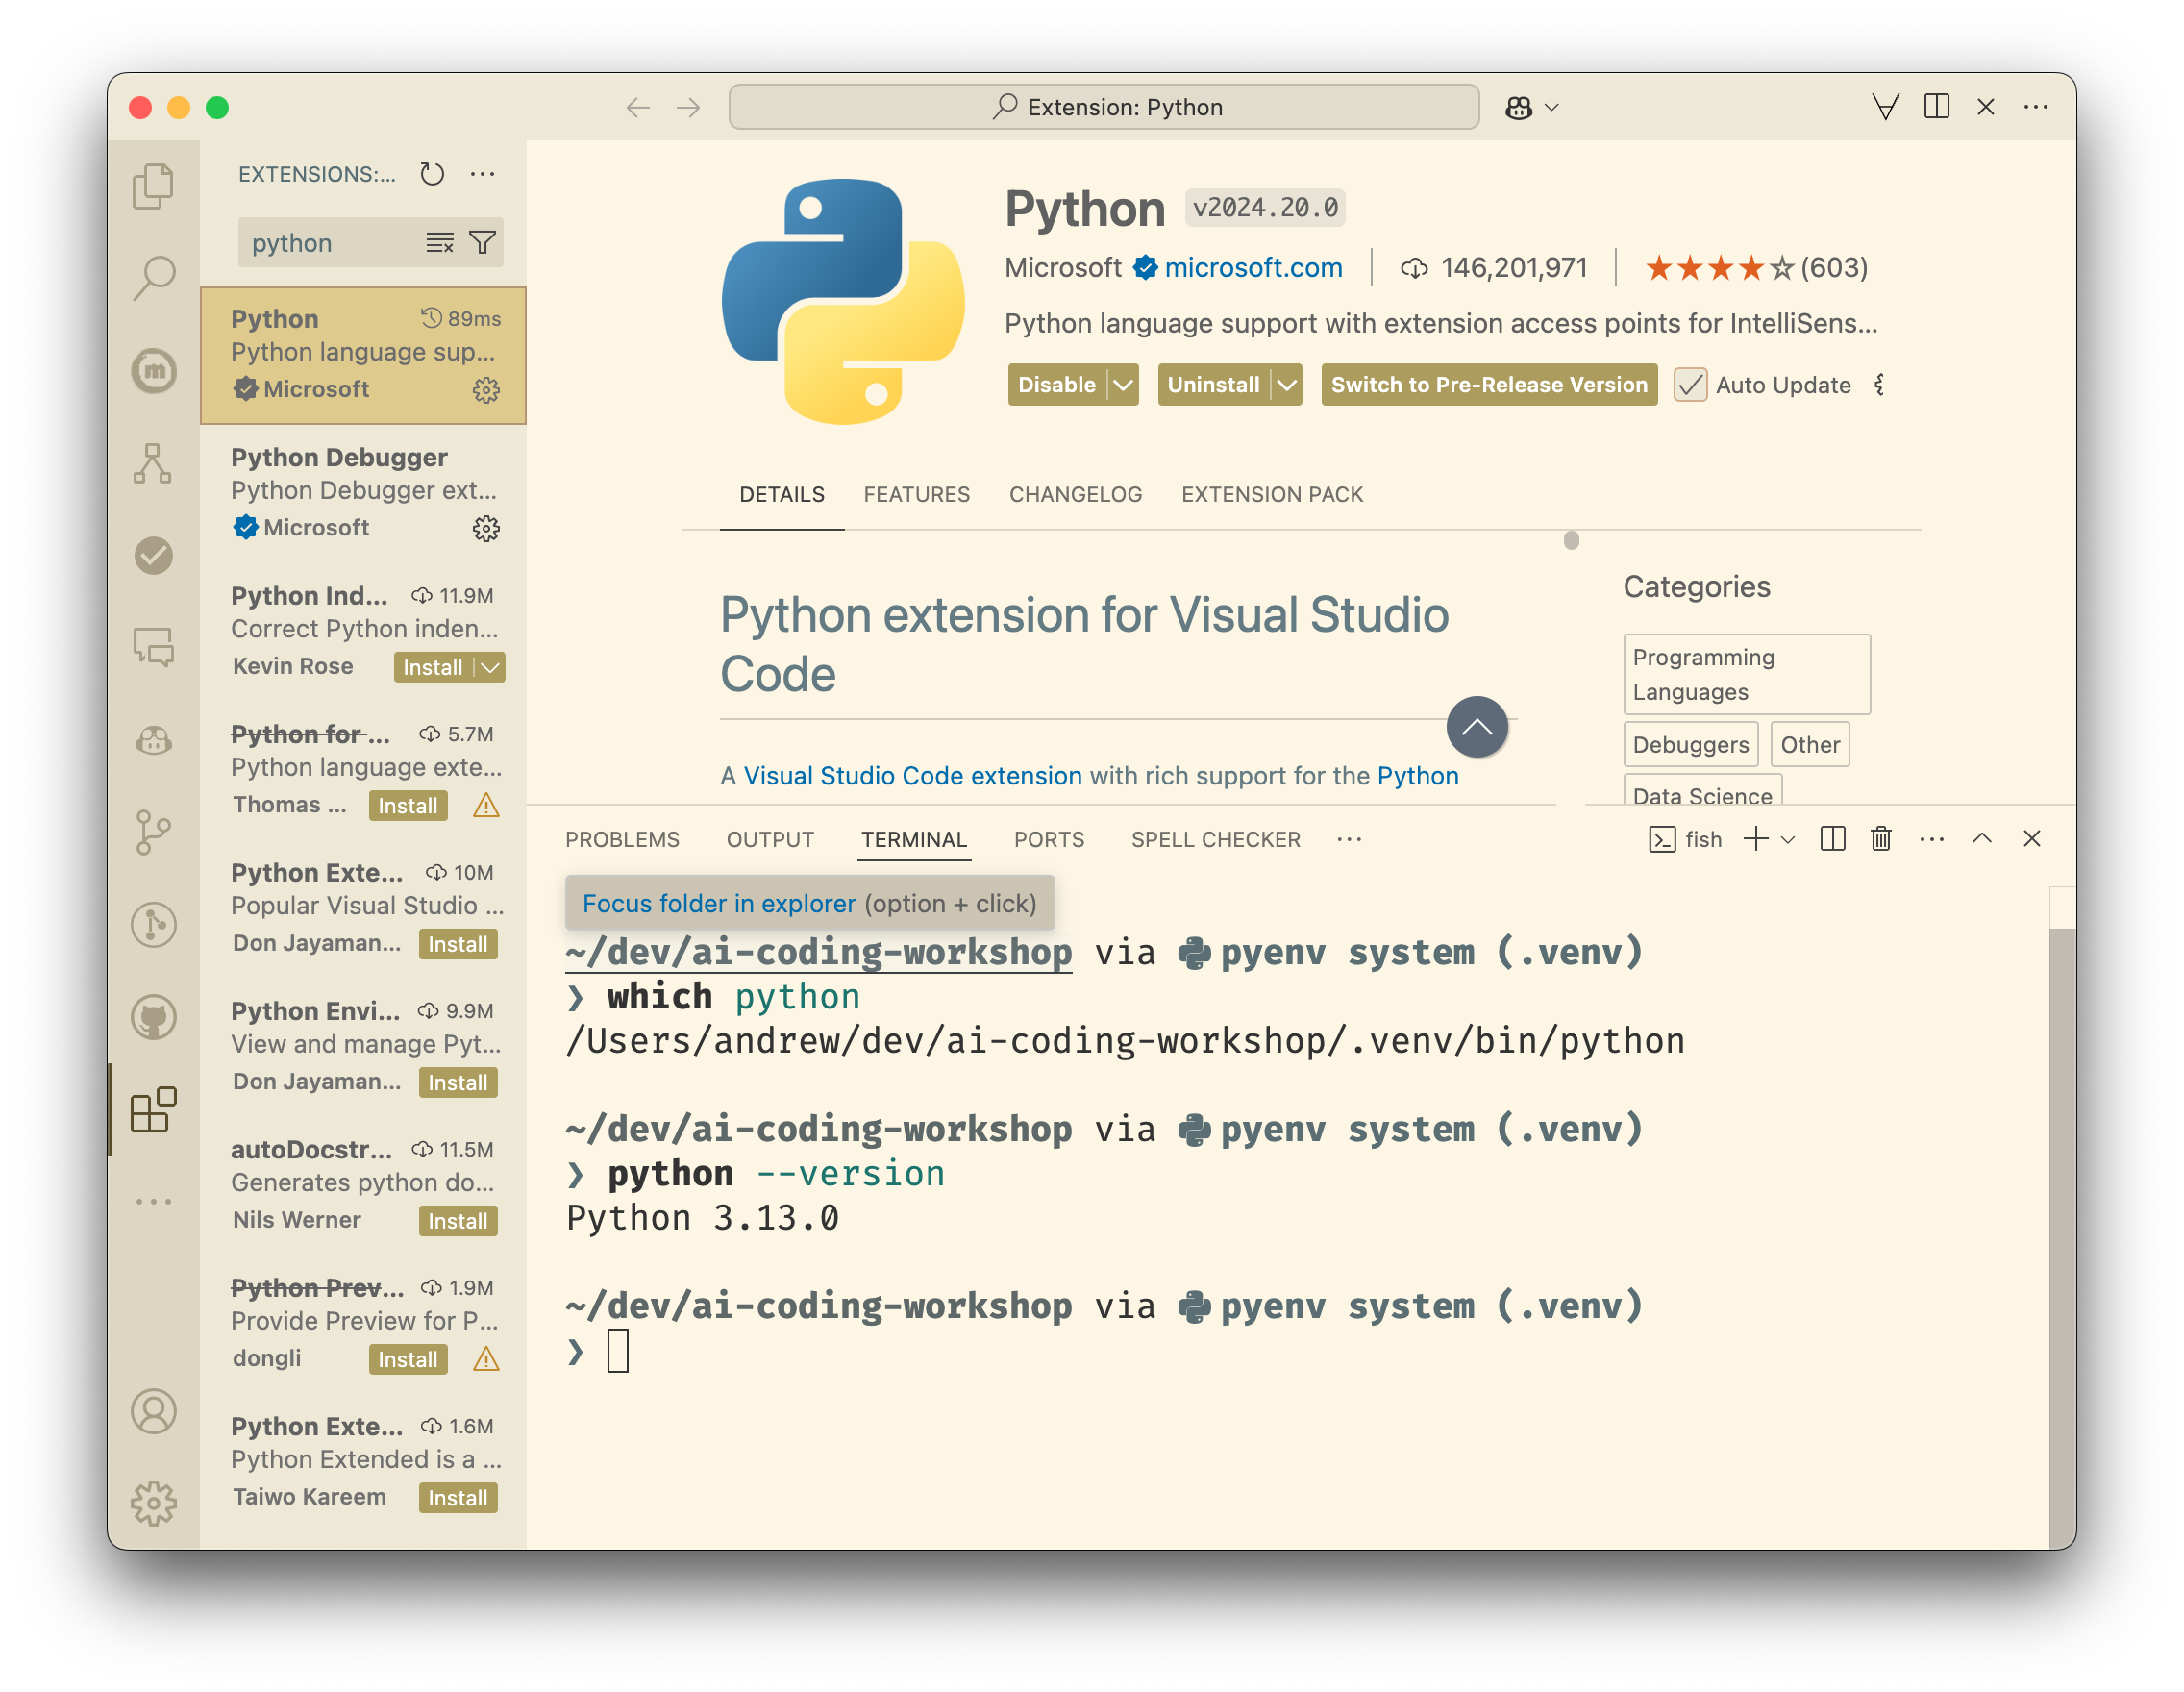 Extension: Python
EXTENSIONS:...
python
Python 89ms
Python language sup...
Microsoft
Python Debugger
Python Debugger ext...
Microsoft
Python Ind... 11.9M
Correct Python inden...
Kevin Rose Install
Python for ... 5.7M
Python language exte...
Thomas ... Install
Python Exte... 10M
Popular Visual Studio ...
Don Jayaman... Install
Python Envi... 9.9M
View and manage Pyt...
Don Jayaman... Install
autoDocstr... 11.5M
Generates python do...
Nils Werner Install
Python Prev... 1.9M
Provide Preview for P...
dongli Install
Python Exte... 1.6M
Python Extended is a ...
Taiwo Kareem Install
Python v2024.20.0
Microsoft microsoft.com 146,201,971 (603)
Python language support with extension access points for IntelliSens...
Disable Uninstall Switch to Pre-Release Version Auto Update
DETAILS FEATURES CHANGELOG EXTENSION PACK
Python extension for Visual Studio
Code
A Visual Studio Code extension with rich support for the Python
Categories
Programming
Languages
Debuggers Other
Data Science
PROBLEMS OUTPUT TERMINAL PORTS SPELL CHECKER ... fish
Focus folder in explorer (option + click)
~/dev/ai-coding-workshop via pyenv system (.venv)
❯ which python
/Users/andrew/dev/ai-coding-workshop/.venv/bin/python
~/dev/ai-coding-workshop via pyenv system (.venv)
❯ python --version
Python 3.13.0
~/dev/ai-coding-workshop via pyenv system (.venv)
❯